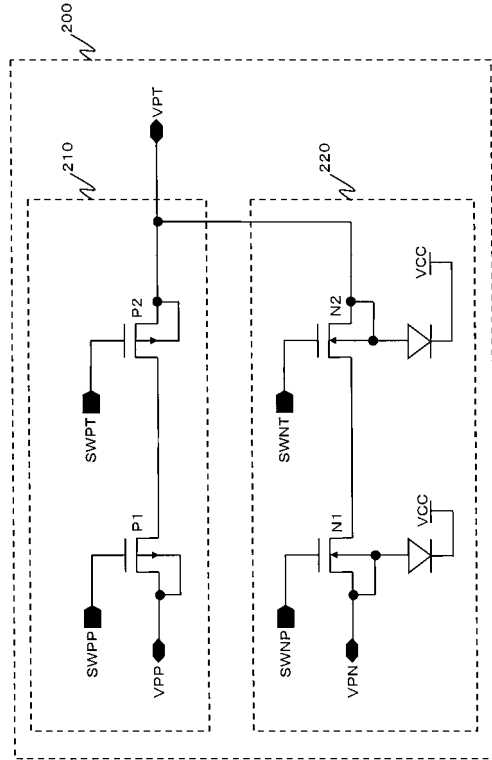 200
210
SWPP
SWPT
P1
P2
VPP
VPT
220
SWNP
SWNT
N1
N2
VPN
VCC
VCC